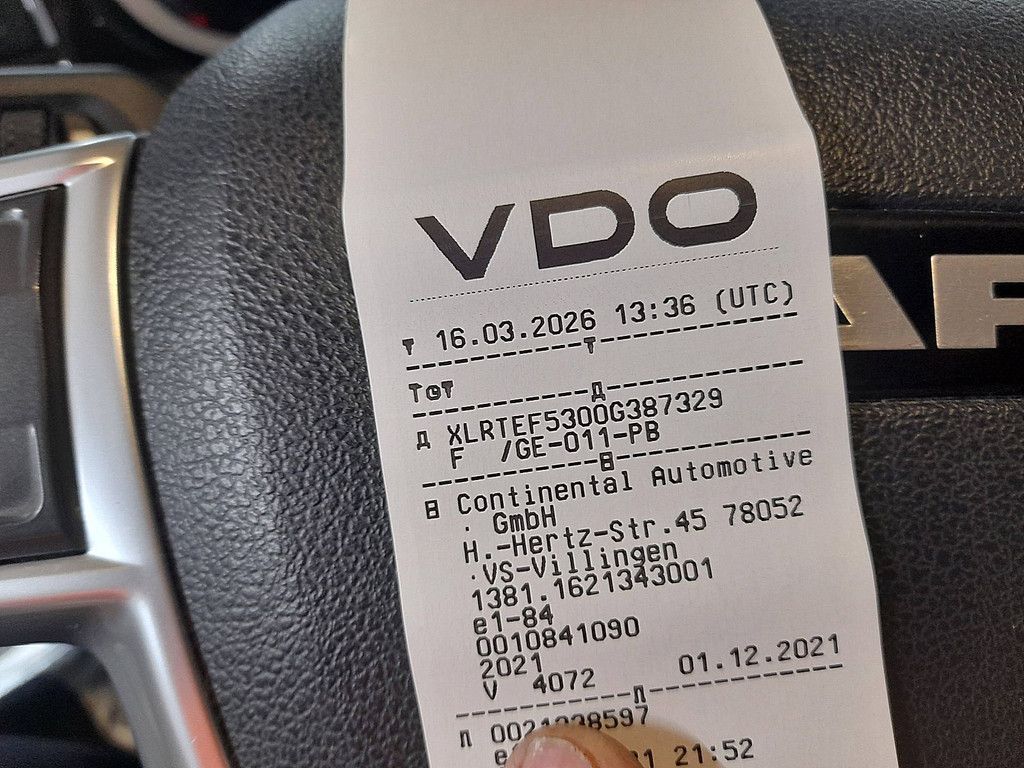 VDO
16.03.2026 13:36 (UTC)
XLRTEF5300G387329
F /GE-011-PB
Continental Automotive
. GmbH
H.-Hertz-Str.45 78052
.VS-Villingen
1381.1621343001
e1-84
0010841090
2021
V 4072 01.12.2021
21:52
AF